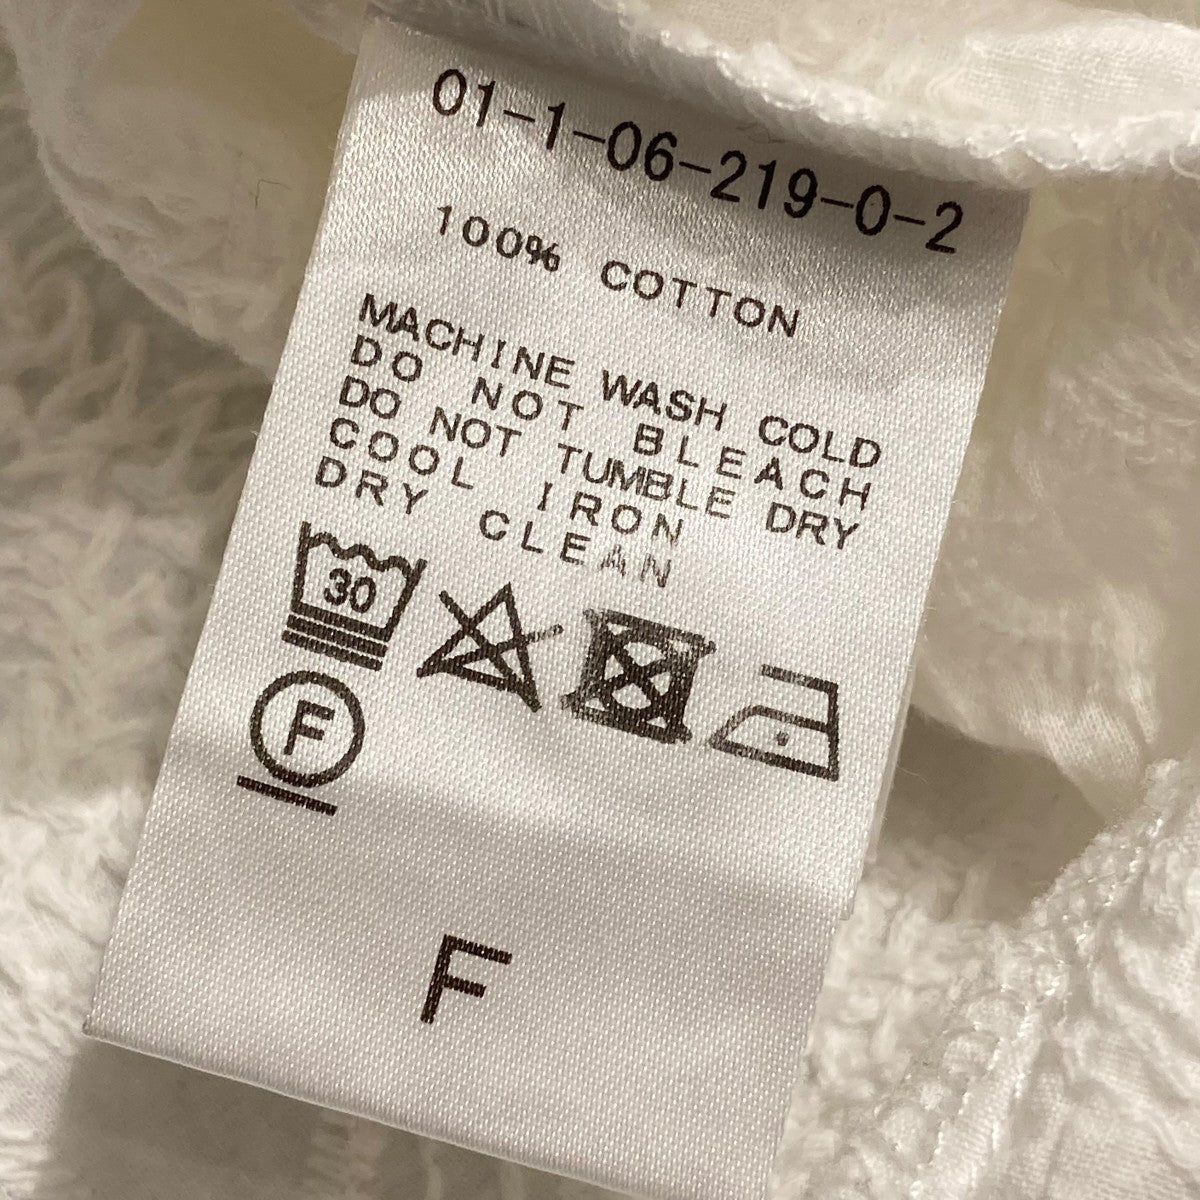 01-1-06-219-0-2
100% COTTON
MACHINE WASH COLD
DO NOT BLEACH
DO NOT TUMBLE DRY
COOL IRON
DRY CLEAN
30
F
F